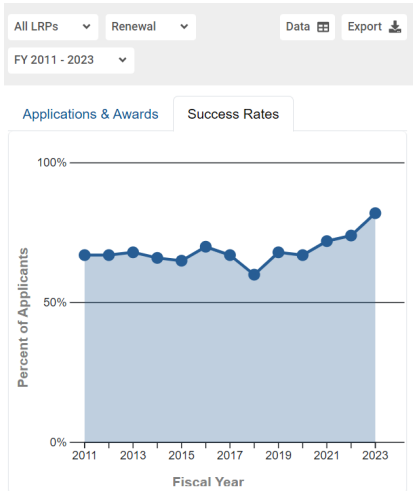 All LRPs Renewal Data Export
FY 2011 - 2023
Applications & Awards Success Rates
100%
50%
0%
Percent of Applicants
2011 2013 2015 2017 2019 2021 2023
Fiscal Year